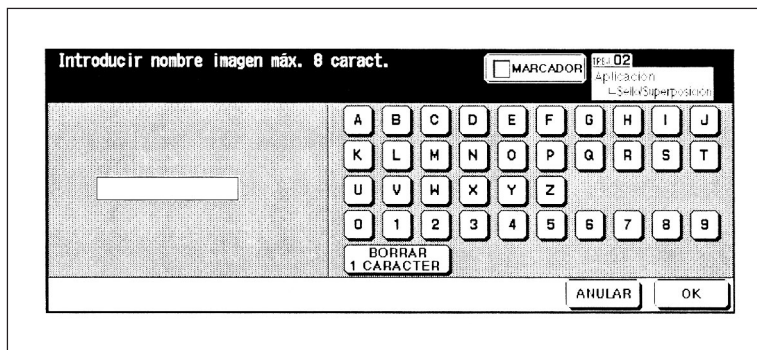 Introducir nombre imagen máx. 8 caract.
MARCADOR
02
Aplicación
Sello/Superposición
A B C D E F G H I J
K L M N O P Q R S T
U V W X Y Z
0 1 2 3 4 5 6 7 8 9
BORRAR
1 CARACTER
ANULAR OK